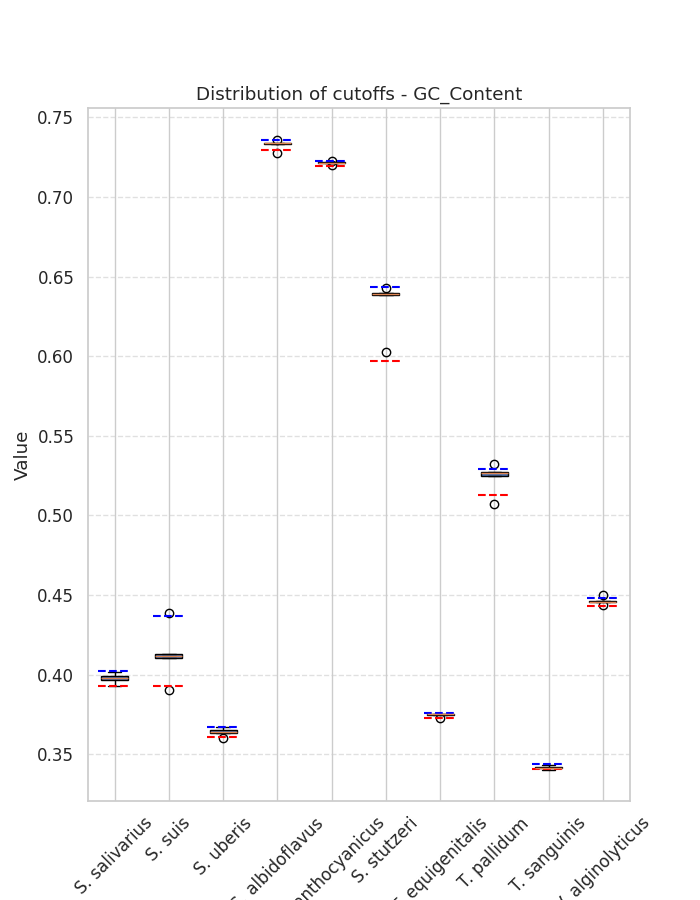 Distribution of cutoffs - GC_Content
Value
0.75
0.70
0.65
0.60
0.55
0.50
0.45
0.40
0.35
S. salivarius
S. suis
S. uberis
albidoflavus
S. stutzeri
equigenitalis
T. pallidum
T. sanguinis
alginolyticus